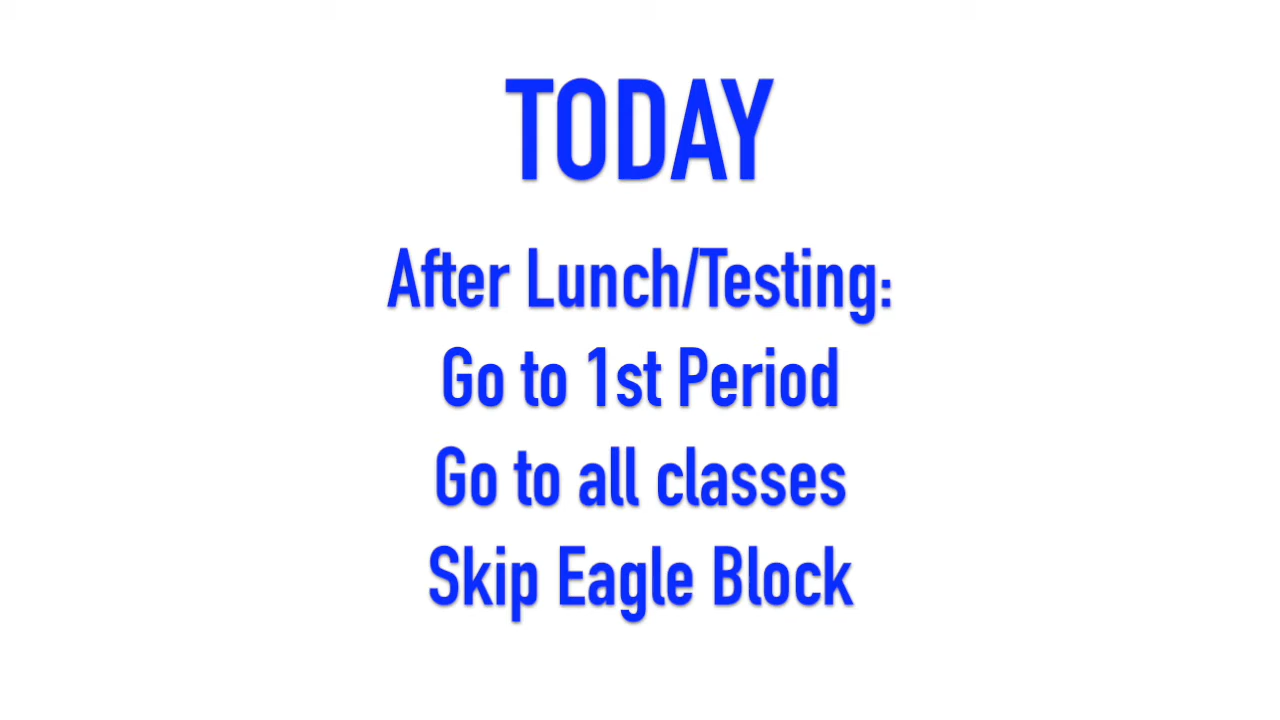 TODAY
After Lunch/Testing:
Go to 1st Period
Go to all classes
Skip Eagle Block